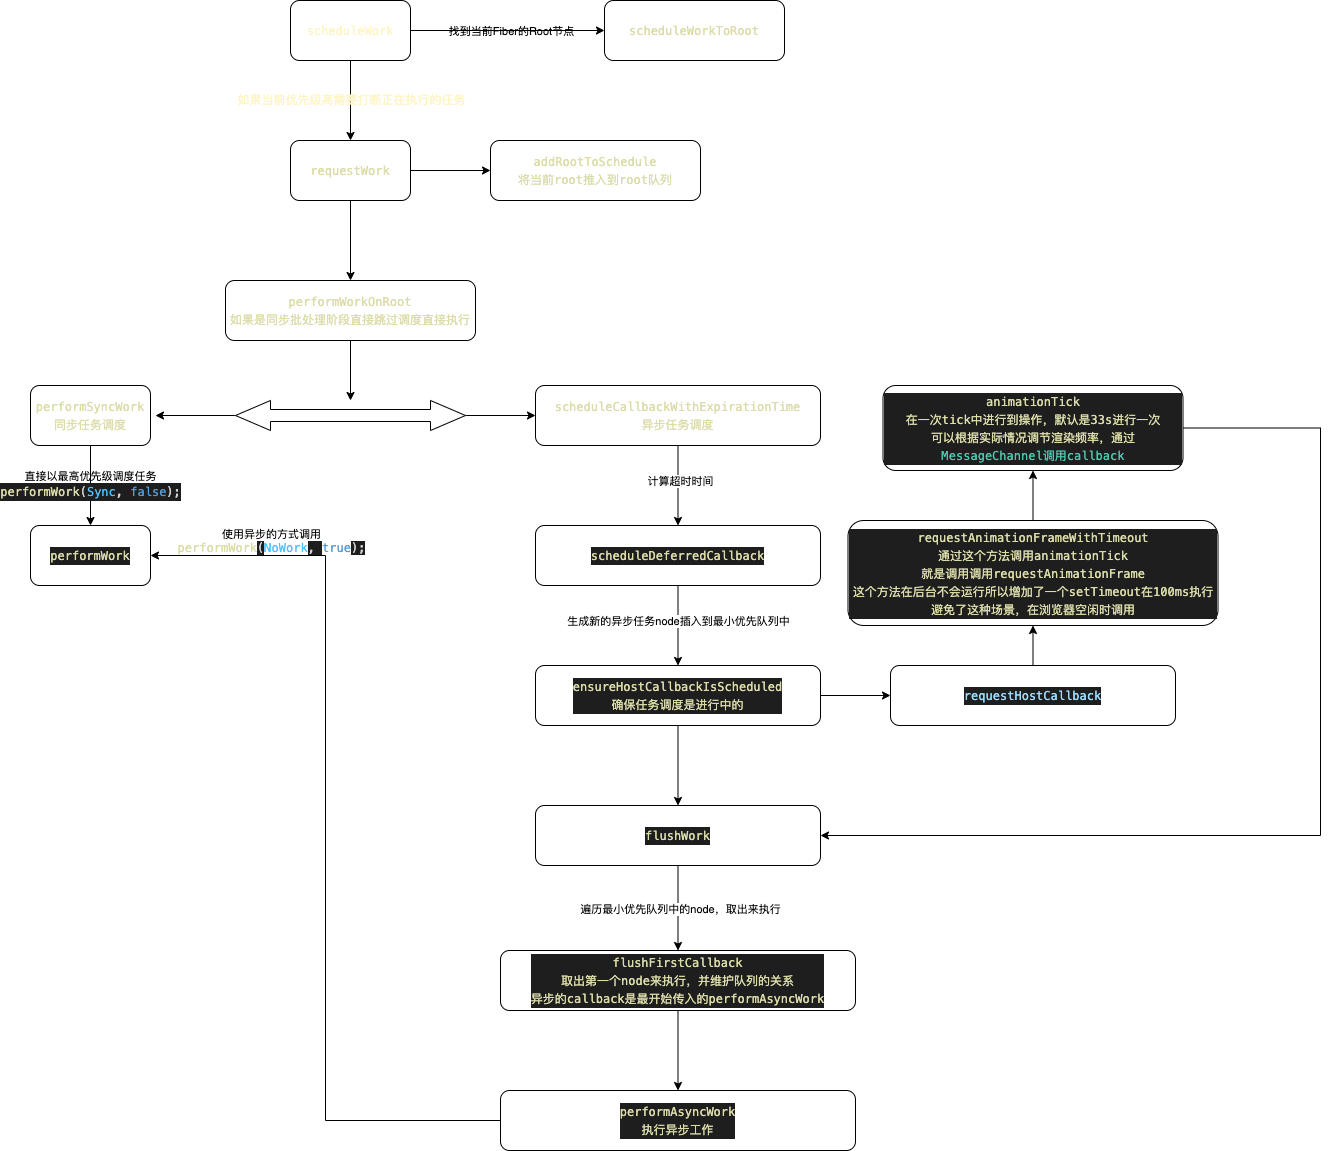 scheduleWork
找到当前Fiber的Root节点
scheduleWorkToRoot
如果当前优先级高需要打断正在执行的任务
requestWork
addRootToSchedule
将当前root推入到root队列
performWorkOnRoot
如果是同步批处理阶段直接跳过调度直接执行
performSyncWork
同步任务调度
scheduleCallbackWithExpirationTime
异步任务调度
animationTick
在一次tick中进行到操作，默认是33s进行一次
可以根据实际情况调节渲染频率，通过
MessageChannel调用callback
直接以最高优先级调度任务
performWork(Sync, false);
计算超时时间
performWork
使用异步的方式调用
performWork(NoWork, true);
scheduleDeferredCallback
requestAnimationFrameWithTimeout
通过这个方法调用animationTick
就是调用调用requestAnimationFrame
这个方法在后台不会运行所以增加了一个setTimeout在100ms执行
避免了这种场景，在浏览器空闲时调用
生成新的异步任务node插入到最小优先队列中
ensureHostCallbackIsScheduled
确保任务调度是进行中的
requestHostCallback
flushWork
遍历最小优先队列中的node，取出来执行
flushFirstCallback
取出第一个node来执行，并维护队列的关系
异步的callback是最开始传入的performAsyncWork
performAsyncWork
执行异步工作